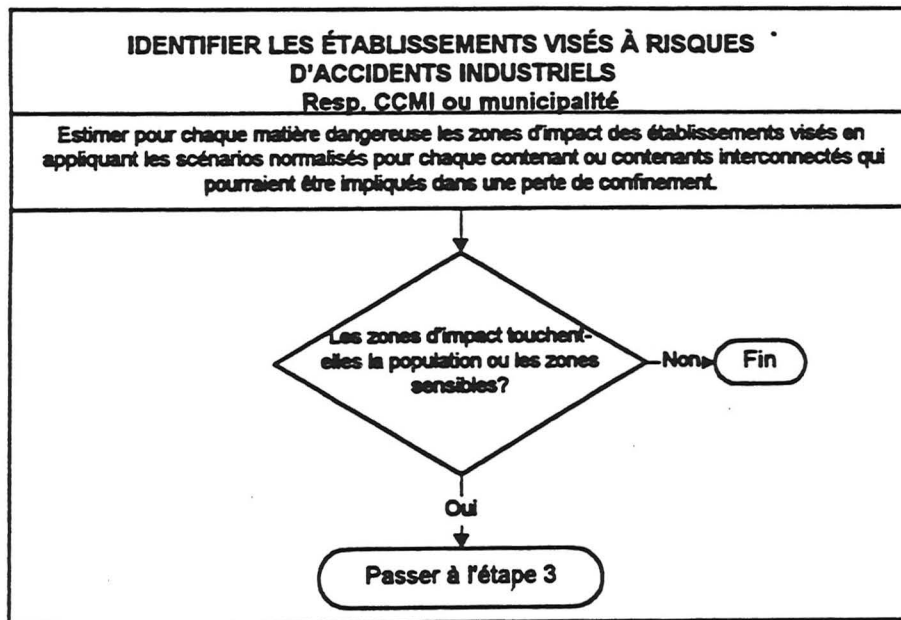 IDENTIFIER LES ÉTABLISSEMENTS VISÉS À RISQUES
D'ACCIDENTS INDUSTRIELS
Resp. CCMI ou municipalité
Estimer pour chaque matière dangereuse les zones d'impact des établissements visés en
appliquant les scénarios normalisés pour chaque contenant ou contenants interconnectés qui
pourraient être impliqués dans une perte de confinement.
Les zones d'impact touchent-
elles la population ou les zones
sensibles?
Non
Fin
Oui
Passer à l'étape 3